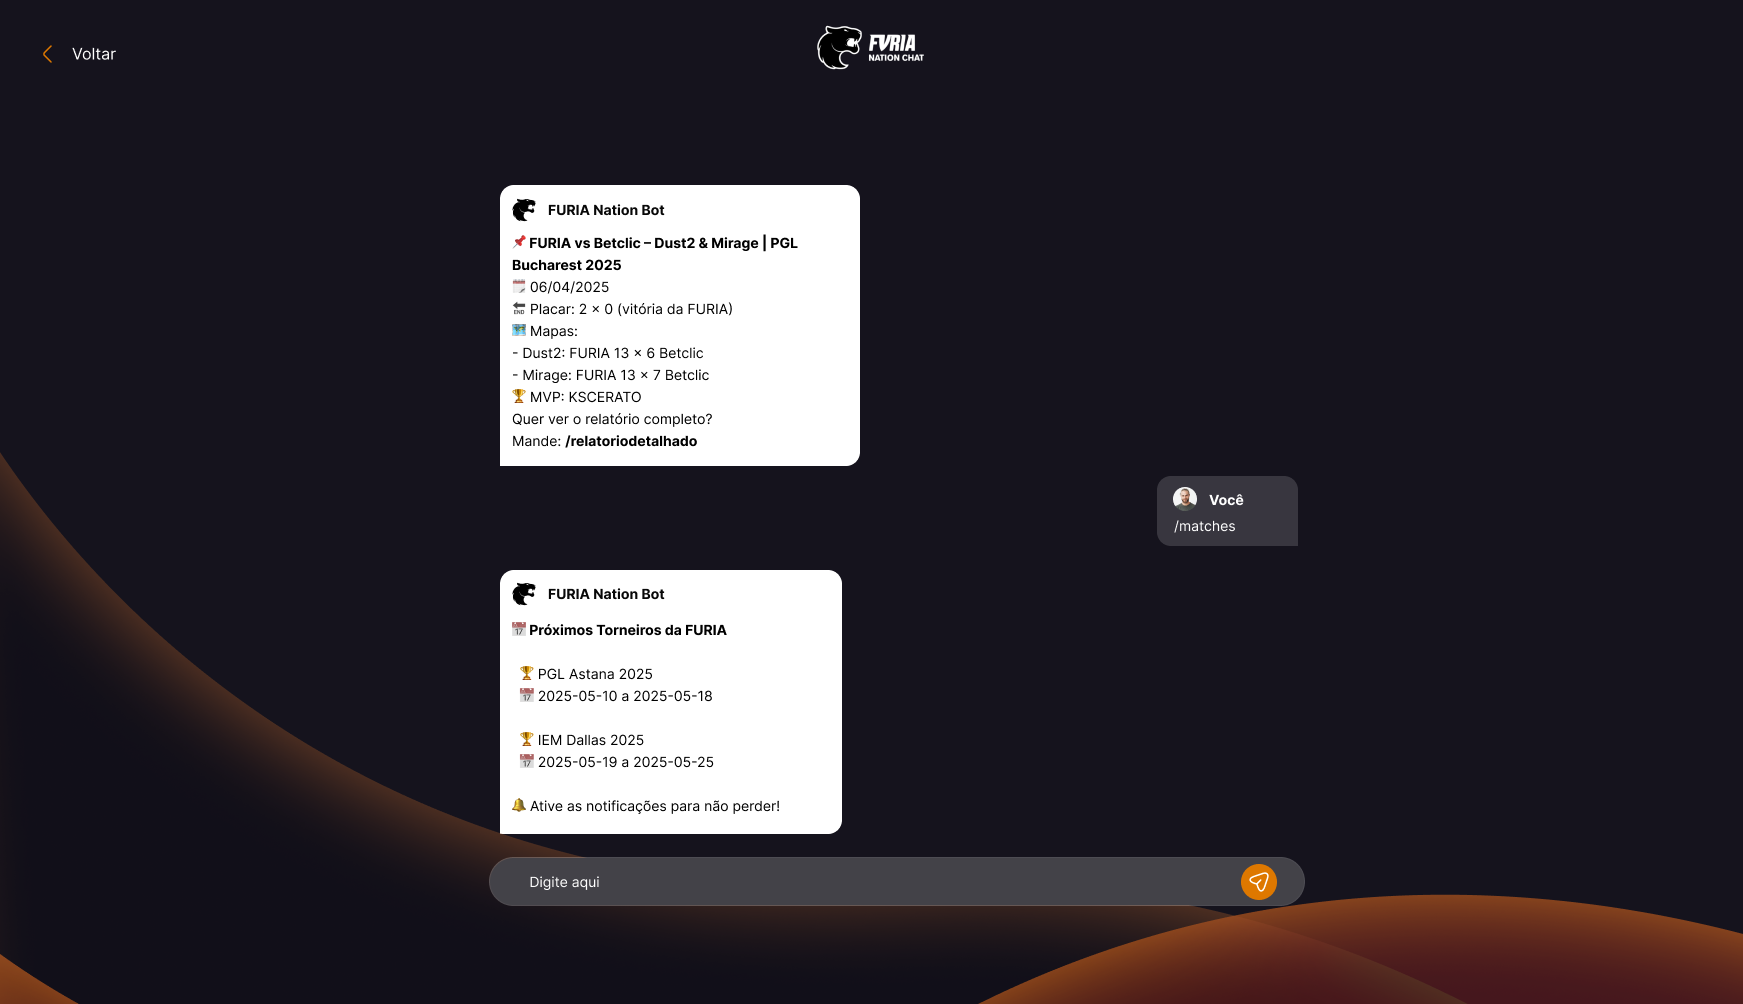 Voltar
FURIA
NATION CHAT
FURIA Nation Bot
📌 FURIA vs Betclic – Dust2 & Mirage | PGL
Bucharest 2025
🗓️ 06/04/2025
🔚 Placar: 2 × 0 (vitória da FURIA)
🗺️ Mapas:
- Dust2: FURIA 13 × 6 Betclic
- Mirage: FURIA 13 × 7 Betclic
🏆 MVP: KSCERATO
Quer ver o relatório completo?
Mande: /relatoriodetalhado
Você
/matches
FURIA Nation Bot
📅 Próximos Torneiros da FURIA
🏆 PGL Astana 2025
📅 2025-05-10 a 2025-05-18
🏆 IEM Dallas 2025
📅 2025-05-19 a 2025-05-25
🔔 Ative as notificações para não perder!
Digite aqui